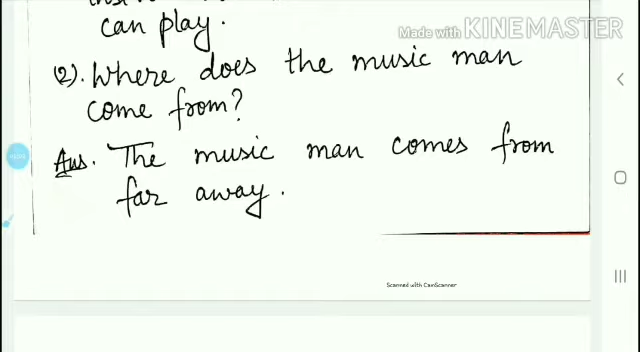 can play.
Made with KINEMASTER
(2). Where does the music man
come from?
Ans. The music man comes from
far away.
Scanned with CamScanner